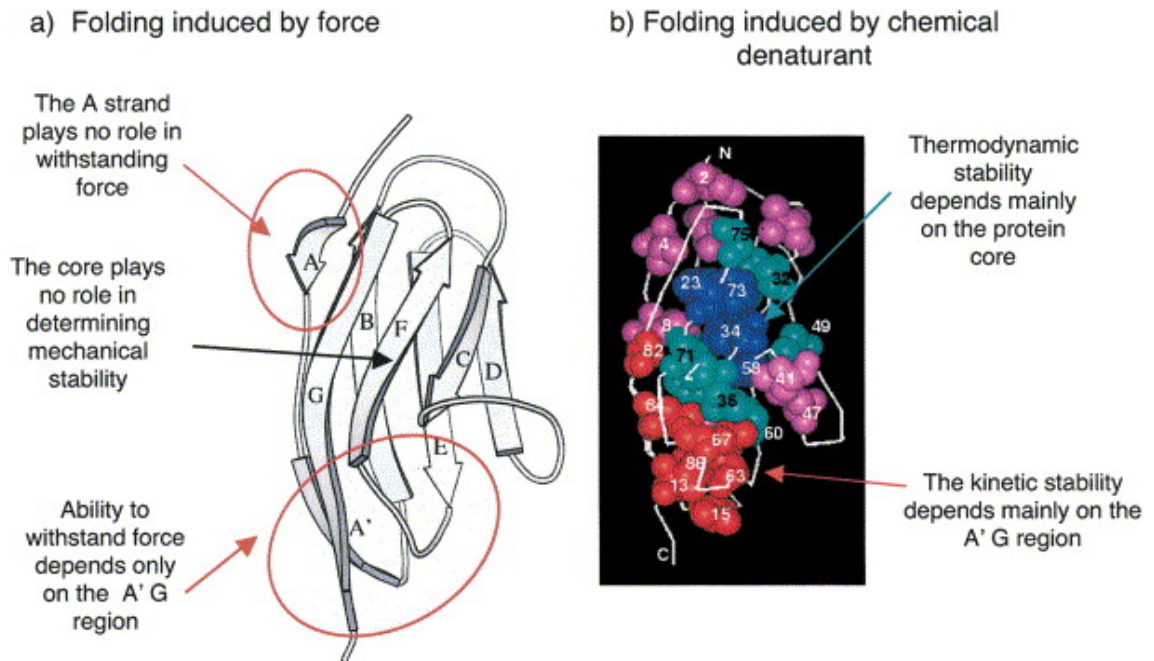 a) Folding induced by force
The A strand
plays no role in
withstanding
force
The core plays
no role in
determining
mechanical
stability
Ability to
withstand force
depends only
on the A' G
region
A
B
F
C
D
G
E
A'
b) Folding induced by chemical
denaturant
Thermodynamic
stability
depends mainly
on the protein
core
The kinetic stability
depends mainly on the
A' G region
N
2
75
4
32
23
73
8
34
49
82
71
58
41
36
47
60
67
86
13
63
15
C